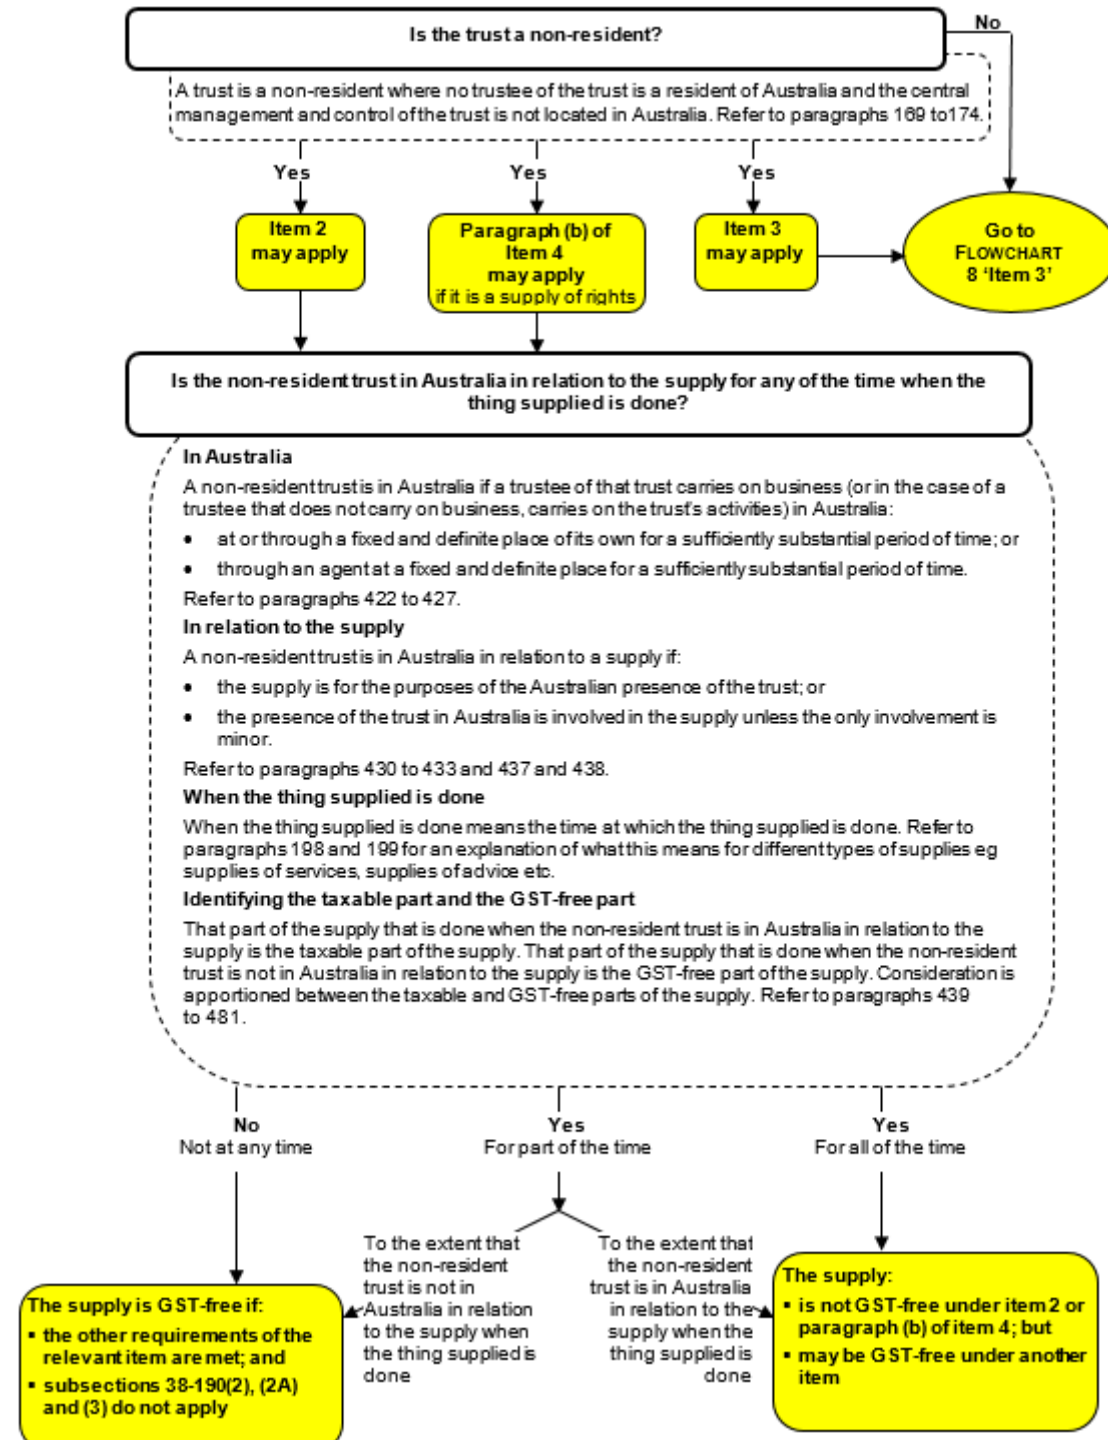 Is the trust a non-resident?
No
A trust is a non-resident where no trustee of the trust is a resident of Australia and the central
management and control of the trust is not located in Australia. Refer to paragraphs 169 to174.
Yes
Yes
Yes
Item 2
may apply
Paragraph (b) of
Item 4
may apply
if it is a supply of rights
Item 3
may apply
Go to
FLOWCHART
8 ‘Item 3’
Is the non-resident trust in Australia in relation to the supply for any of the time when the
thing supplied is done?
In Australia
A non-resident trust is in Australia if a trustee of that trust carries on business (or in the case of a
trustee that does not carry on business, carries on the trust's activities) in Australia:
• at or through a fixed and definite place of its own for a sufficiently substantial period of time; or
• through an agent at a fixed and definite place for a sufficiently substantial period of time.
Refer to paragraphs 422 to 427.
In relation to the supply
A non-resident trust is in Australia in relation to a supply if:
• the supply is for the purposes of the Australian presence of the trust; or
• the presence of the trust in Australia is involved in the supply unless the only involvement is
minor.
Refer to paragraphs 430 to 433 and 437 and 438.
When the thing supplied is done
When the thing supplied is done means the time at which the thing supplied is done. Refer to
paragraphs 198 and 199 for an explanation of what this means for different types of supplies eg
supplies of services, supplies of advice etc.
Identifying the taxable part and the GST-free part
That part of the supply that is done when the non-resident trust is in Australia in relation to the
supply is the taxable part of the supply. That part of the supply that is done when the non-resident
trust is not in Australia in relation to the supply is the GST-free part of the supply. Consideration is
apportioned between the taxable and GST-free parts of the supply. Refer to paragraphs 439
to 481.
No
Not at any time
Yes
For part of the time
Yes
For all of the time
To the extent that
the non-resident
trust is not in
Australia in relation
to the supply when
the thing supplied is
done
To the extent that
the non-resident
trust is in Australia
in relation to the
supply when the
thing supplied is
done
The supply is GST-free if:
▪ the other requirements of the
relevant item are met; and
▪ subsections 38-190(2), (2A)
and (3) do not apply
The supply:
▪ is not GST-free under item 2 or
paragraph (b) of item 4; but
▪ may be GST-free under another
item